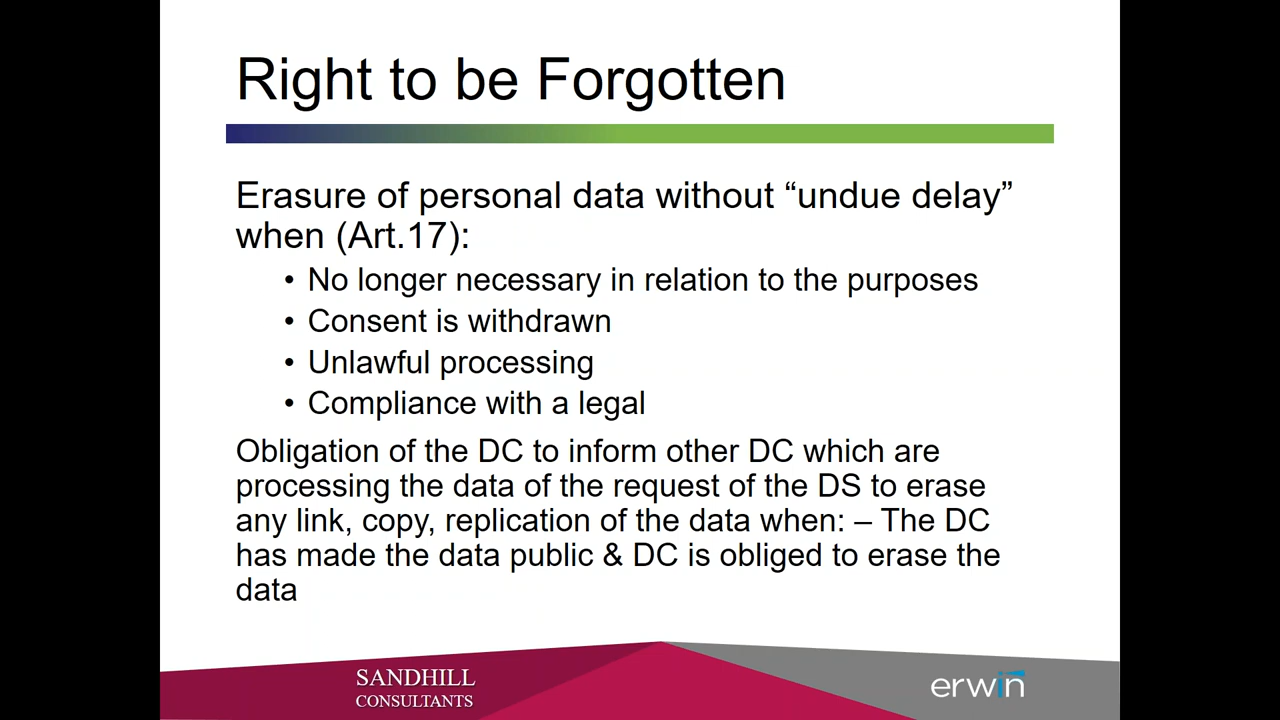 Right to be Forgotten
Erasure of personal data without “undue delay”
when (Art.17):
• No longer necessary in relation to the purposes
• Consent is withdrawn
• Unlawful processing
• Compliance with a legal
Obligation of the DC to inform other DC which are
processing the data of the request of the DS to erase
any link, copy, replication of the data when: – The DC
has made the data public & DC is obliged to erase the
data
SANDHILL
CONSULTANTS
erwin